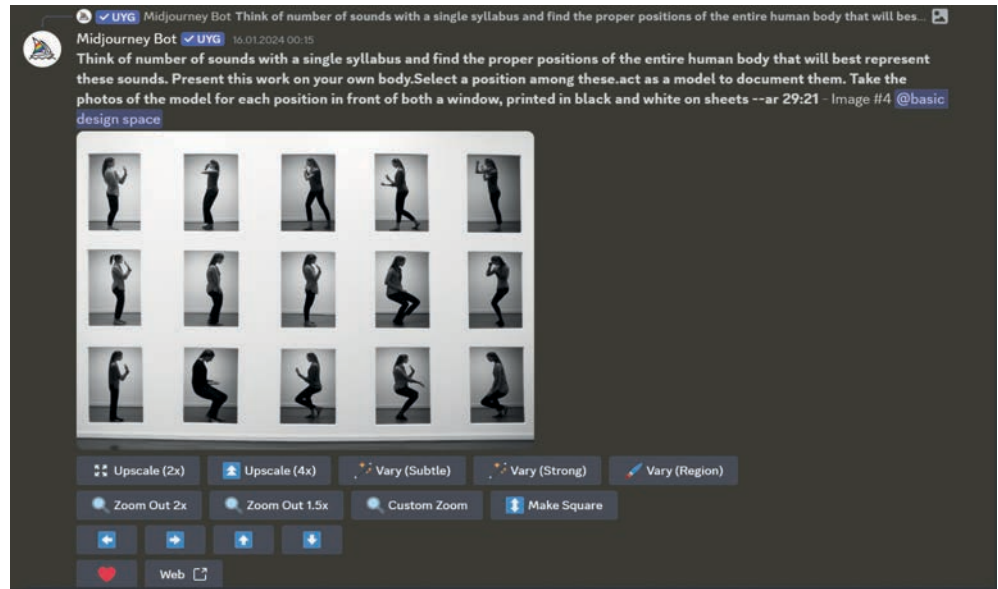 ✓ UYG Midjourney Bot Think of number of sounds with a single syllable and find the proper positions of the entire human body that will bes...
Midjourney Bot ✓ UYG 16.01.2024 00:15
Think of number of sounds with a single syllable and find the proper positions of the entire human body that will best represent
these sounds. Present this work on your own body.Select a position among these.act as a model to document them. Take the
photos of the model for each position in front of both a window, printed in black and white on sheets --ar 29:21 - Image #4 @basic
design space
Upscale (2x) Upscale (4x) Vary (Subtle) Vary (Strong) Vary (Region)
Zoom Out 2x Zoom Out 1.5x Custom Zoom Make Square
Web